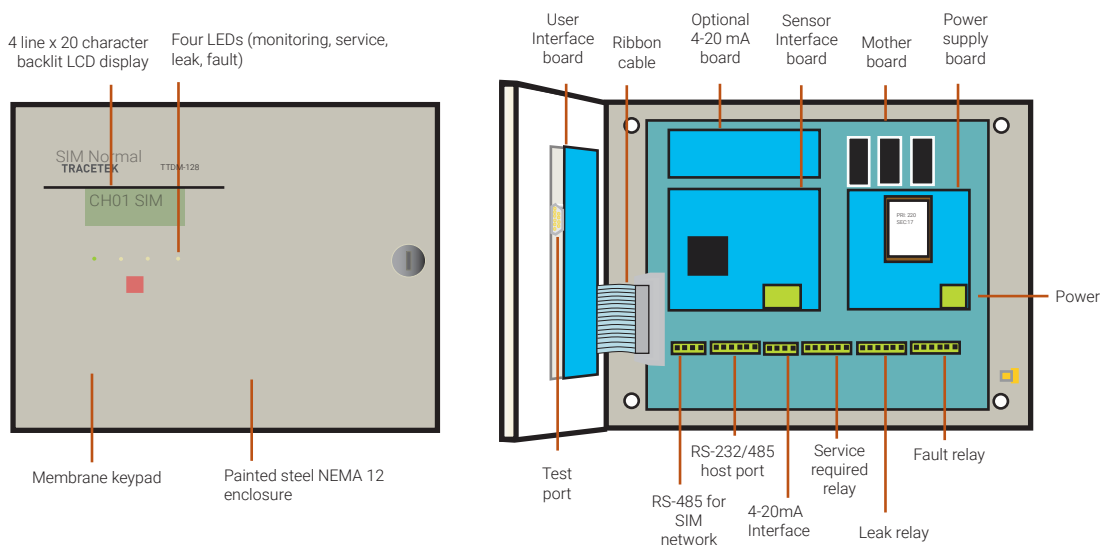 4 line x 20 character
backlit LCD display
Four LEDs (monitoring, service,
leak, fault)
SIM Normal
TRACETEK
TTDM-128
CH01 SIM
Membrane keypad
Painted steel NEMA 12
enclosure
User
Interface
board
Ribbon
cable
Optional
4-20 mA
board
Sensor
Interface
board
Mother
board
Power
supply
board
PRI: 220
SEC17
Power
Test
port
RS-485 for
SIM
network
RS-232/485
host port
4-20mA
Interface
Service
required
relay
Leak relay
Fault relay